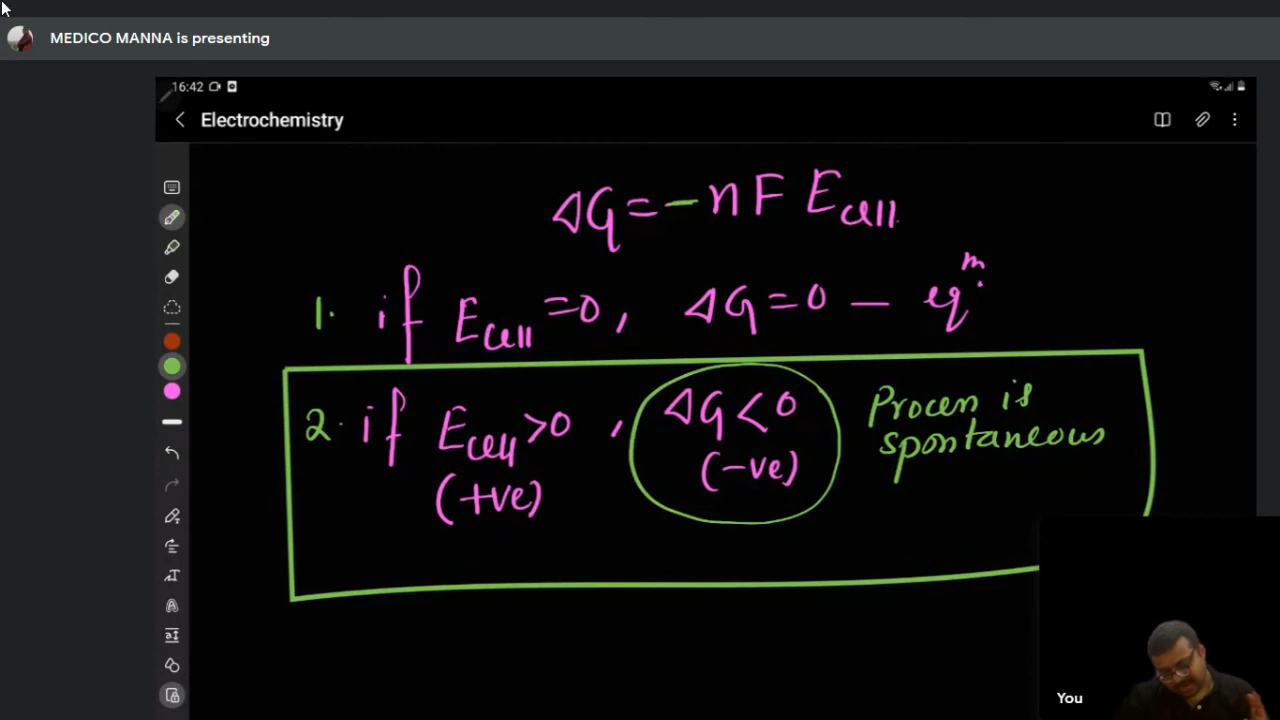 MEDICO MANNA is presenting
16:42
Electrochemistry
ΔG = -nF Ecell
1. if Ecell = 0, ΔG = 0 — eqm.
2. if Ecell > 0, ΔG < 0 Process is
(+ve) (-ve) spontaneous
You